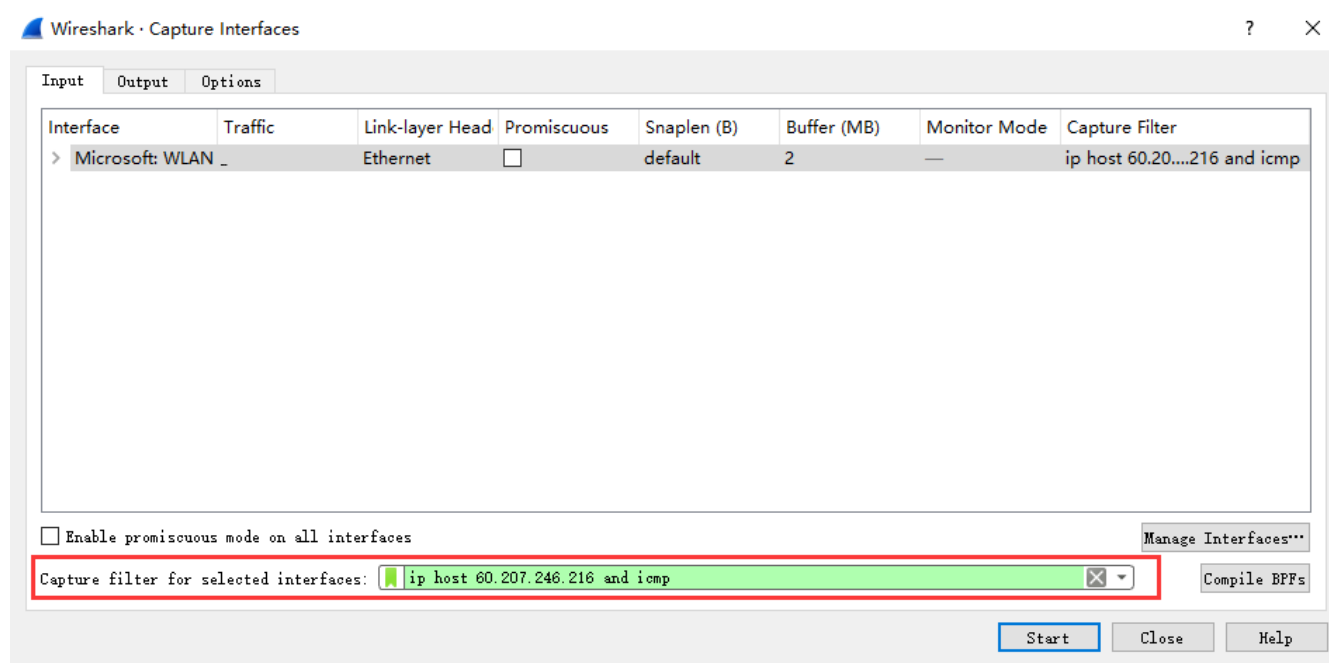 Wireshark · Capture Interfaces ?
Input Output Options
Interface Traffic Link-layer Head Promiscuous Snaplen (B) Buffer (MB) Monitor Mode Capture Filter
Microsoft: WLAN _ Ethernet default 2 — ip host 60.20....216 and icmp
Enable promiscuous mode on all interfaces Manage Interfaces…
Capture filter for selected interfaces: ip host 60.207.246.216 and icmp Compile BPFs
Start Close Help